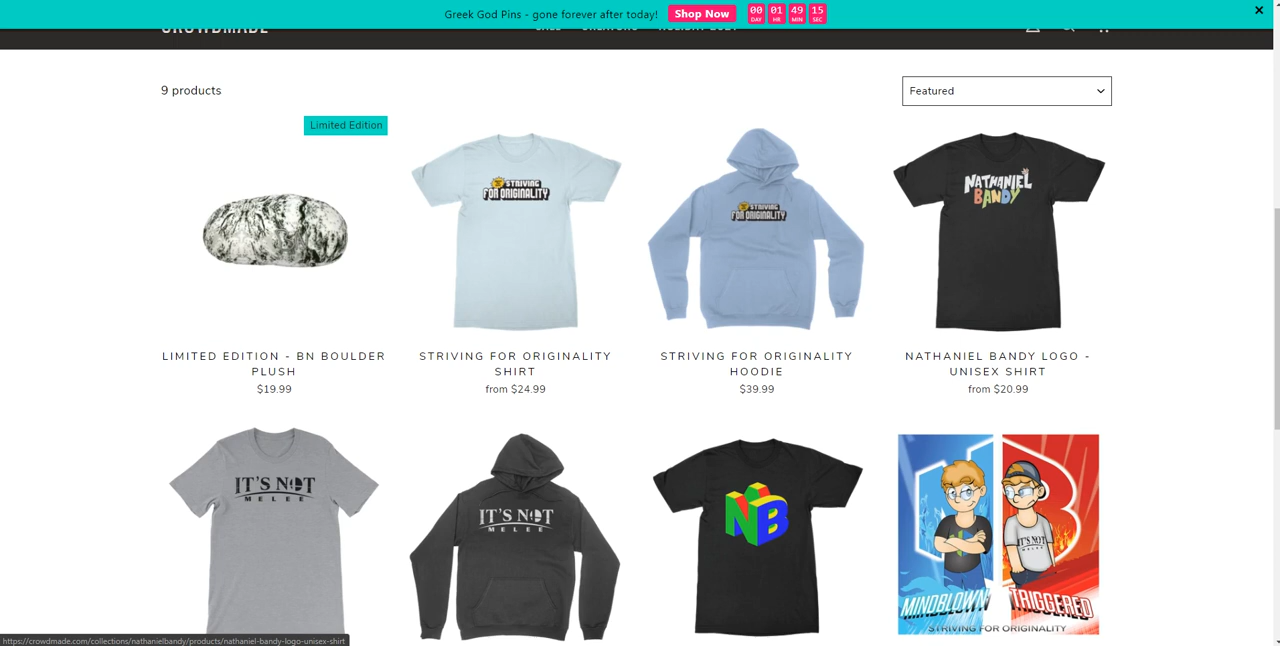 Greek God Pins - gone forever after today!
Shop Now
00 01 49 15
DAY HR MIN SEC
CROWDMADE
9 products
Featured
Limited Edition
STRIVING
FOR ORIGINALITY
STRIVING
FOR ORIGINALITY
NATHANIEL
BANDY
LIMITED EDITION - BN BOULDER
PLUSH
$19.99
STRIVING FOR ORIGINALITY
SHIRT
from $24.99
STRIVING FOR ORIGINALITY
HOODIE
$39.99
NATHANIEL BANDY LOGO -
UNISEX SHIRT
from $20.99
IT'S NOT
MELEE
IT'S NOT
MELEE
NB
IT'S NOT
MELEE
MINDBLOWN
TRIGGERED
STRIVING FOR ORIGINALITY
https://crowdmade.com/collections/nathanielbandy/products/nathaniel-bandy-logo-unisex-shirt